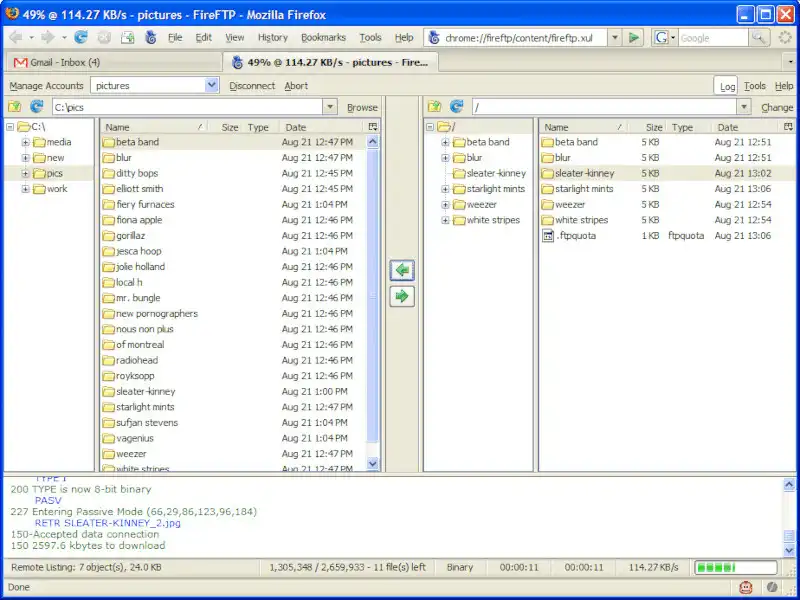 49% @ 114.27 KB/s - pictures - FireFTP - Mozilla Firefox
File Edit View History Bookmarks Tools Help chrome://fireftp/content/fireftp.xul G Google
Gmail - Inbox (4) 49% @ 114.27 KB/s - pictures - Fire...
Manage Accounts pictures Disconnect Abort Log Tools Help
C:\pics Browse / Change
C:\
media
new
pics
work
Name Size Type Date
beta band Aug 21 12:47 PM
blur Aug 21 12:47 PM
ditty bops Aug 21 12:45 PM
elliott smith Aug 21 12:45 PM
fiery furnaces Aug 21 1:04 PM
fiona apple Aug 21 12:46 PM
gorillaz Aug 21 12:46 PM
jesca hoop Aug 21 1:04 PM
jolie holland Aug 21 12:46 PM
local h Aug 21 12:46 PM
mr. bungle Aug 21 12:46 PM
new pornographers Aug 21 12:46 PM
nous non plus Aug 21 12:46 PM
of montreal Aug 21 12:46 PM
radiohead Aug 21 12:46 PM
royksopp Aug 21 12:46 PM
sleater-kinney Aug 21 1:00 PM
starlight mints Aug 21 12:47 PM
sufjan stevens Aug 21 1:04 PM
vagenius Aug 21 1:04 PM
weezer Aug 21 12:47 PM
white stripes Aug 21 12:47 PM
/
beta band
blur
sleater-kinney
starlight mints
weezer
white stripes
Name Size Type Date
beta band 5 KB Aug 21 12:51
blur 5 KB Aug 21 12:51
sleater-kinney 5 KB Aug 21 13:02
starlight mints 5 KB Aug 21 13:06
weezer 5 KB Aug 21 12:54
white stripes 5 KB Aug 21 12:54
.ftpquota 1 KB ftpquota Aug 21 13:06
TYPE I
200 TYPE is now 8-bit binary
PASV
227 Entering Passive Mode (66,29,86,123,96,184)
RETR SLEATER-KINNEY_2.jpg
150-Accepted data connection
150 2597.6 kbytes to download
Remote Listing: 7 object(s), 24.0 KB 1,305,348 / 2,659,933 - 11 file(s) left Binary 00:00:11 00:00:11 114.27 KB/s
Done